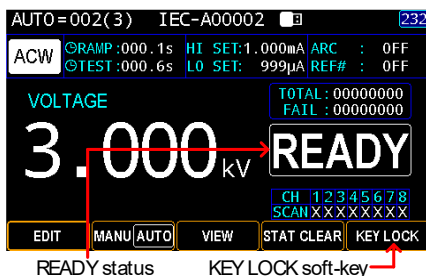 AUTO=002(3) IEC-A00002 232
ACW RAMP:000.1s HI SET:1.000mA ARC : OFF
TEST:000.6s LO SET: 999μA REF# : OFF
VOLTAGE
TOTAL:00000000
FAIL:00000000
3.000kV
READY
CH 12345678
SCAN XXXXXXXX
EDIT MANU AUTO VIEW STAT CLEAR KEY LOCK
READY status KEY LOCK soft-key